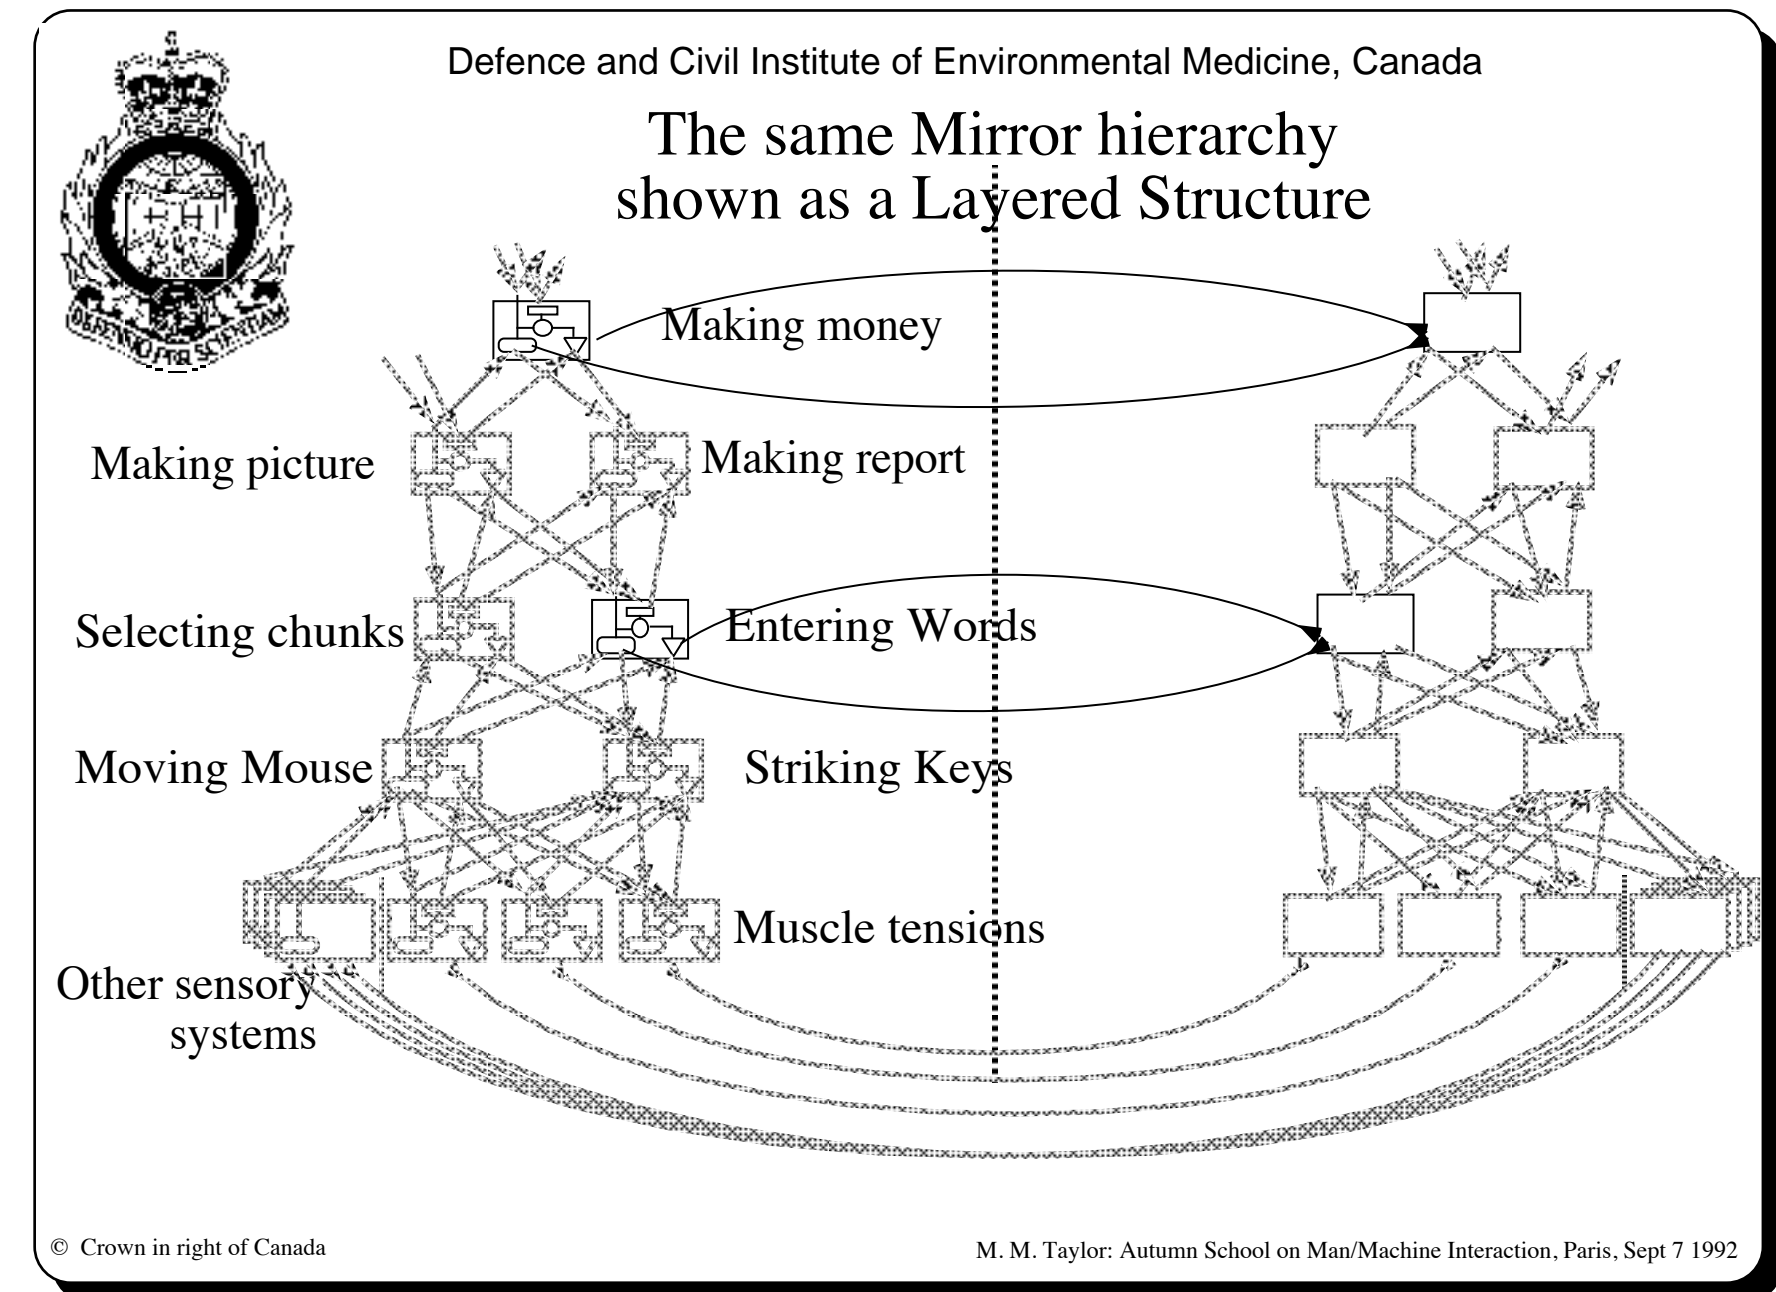 Defence and Civil Institute of Environmental Medicine, Canada
The same Mirror hierarchy
shown as a Layered Structure
Making money
Making picture
Making report
Selecting chunks
Entering Words
Moving Mouse
Striking Keys
Muscle tensions
Other sensory
systems
© Crown in right of Canada
M. M. Taylor: Autumn School on Man/Machine Interaction, Paris, Sept 7 1992